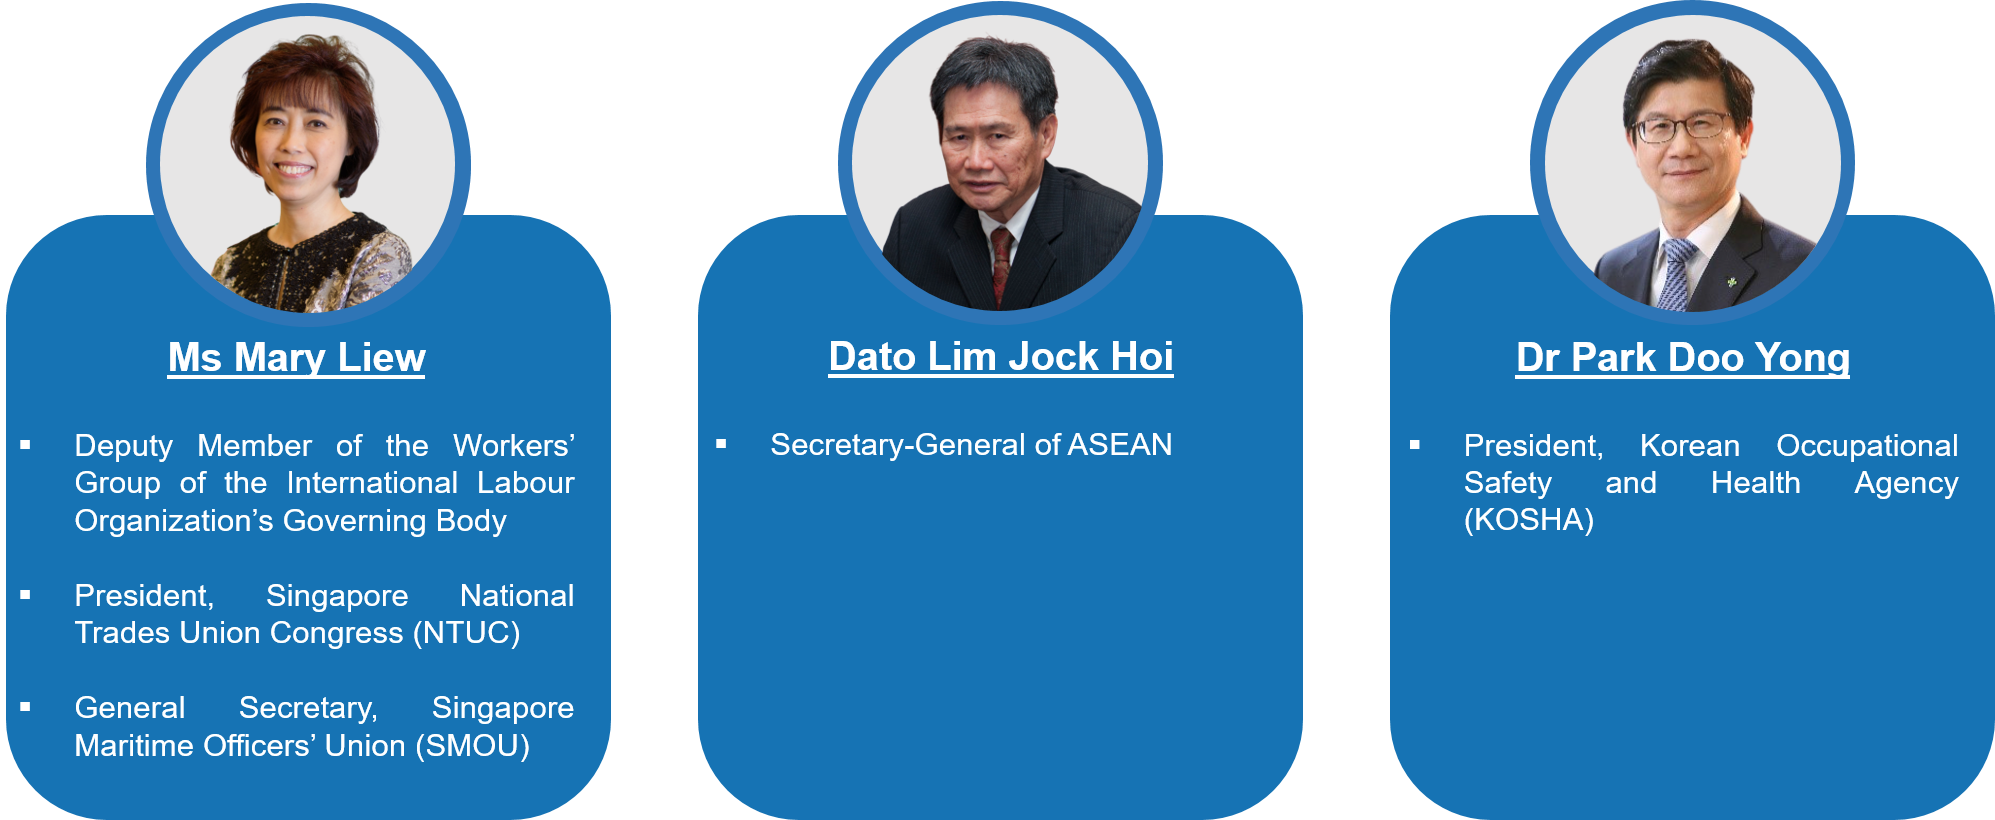 Ms Mary Liew
▪ Deputy Member of the Workers’
Group of the International Labour
Organization’s Governing Body
▪ President, Singapore National
Trades Union Congress (NTUC)
▪ General Secretary, Singapore
Maritime Officers’ Union (SMOU)
Dato Lim Jock Hoi
▪ Secretary-General of ASEAN
Dr Park Doo Yong
▪ President, Korean Occupational
Safety and Health Agency
(KOSHA)